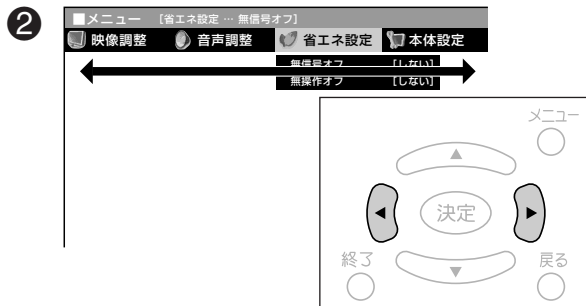 ❷
■メニュー [省エネ設定 … 無信号オフ]
映像調整 音声調整 省エネ設定 本体設定
無信号オフ [しない]
無操作オフ [しない]
メニュー
▲
◀ 決定 ▶
終了 ▼ 戻る